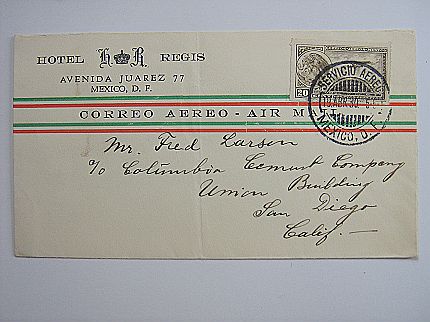 HOTEL HR REGIS
AVENIDA JUAREZ 77
MEXICO, D. F.
CORREO AEREO - AIR M
SERVICIO AEREO
MEXICO, D.F.
20
Mr. Fred Larson
c/o Columbia Cement Company
Union Building
San Diego
Calif.